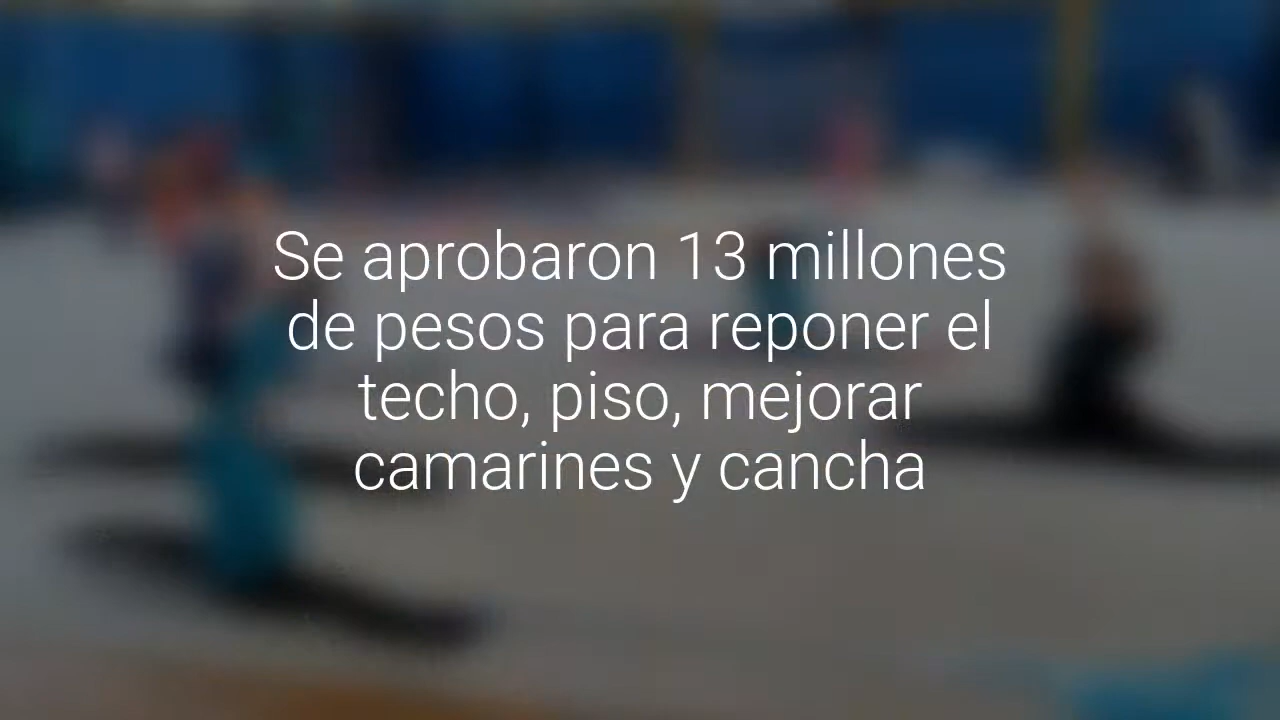 Se aprobaron 13 millones
de pesos para reponer el
techo, piso, mejorar
camarines y cancha